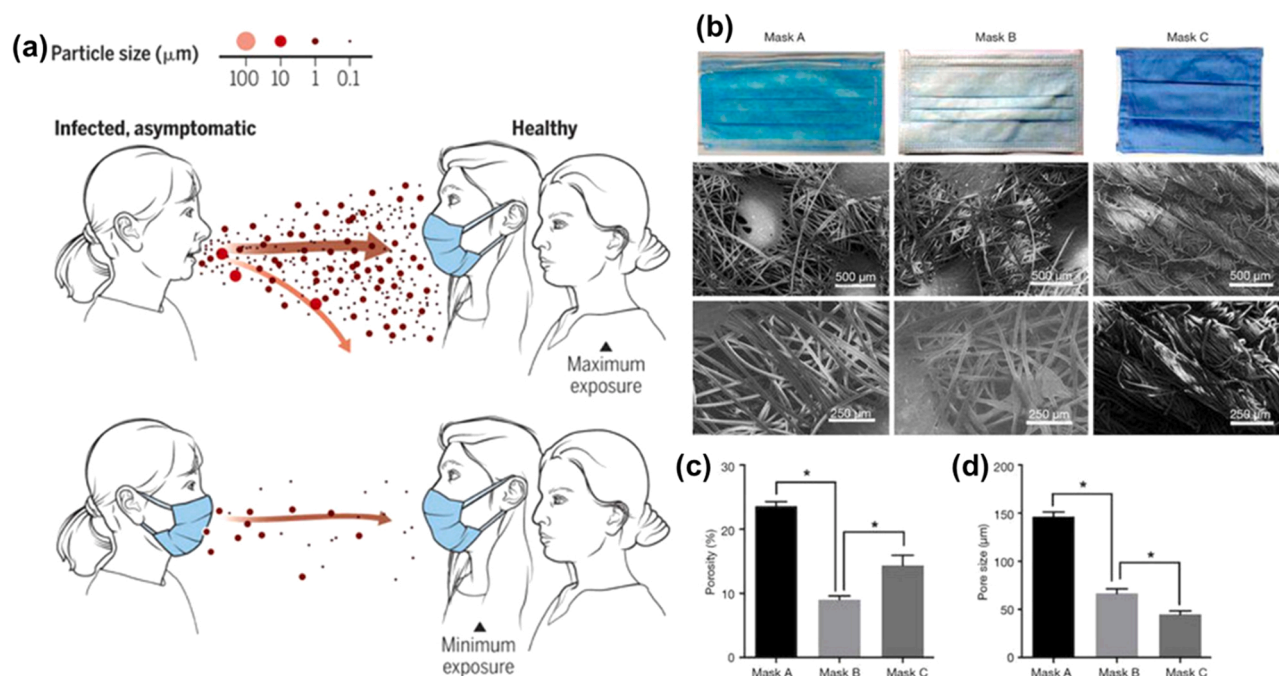 (a)
Particle size (μm)
100 10 1 0.1
Infected, asymptomatic
Healthy
Maximum
exposure
Minimum
exposure
(b)
Mask A Mask B Mask C
500 μm 500 μm 500 μm
250 μm 250 μm 250 μm
(c)
Porosity (%)
30
20
10
0
* *
Mask A Mask B Mask C
(d)
Pore size (μm)
200
150
100
50
0
* *
Mask A Mask B Mask C